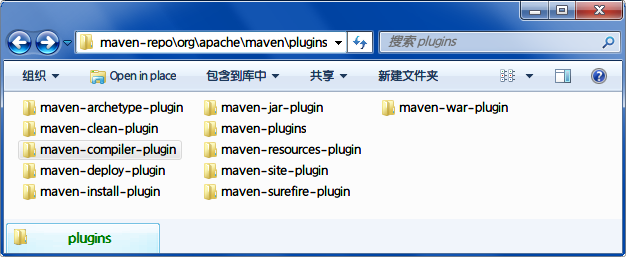 maven-repo\org\apache\maven\plugins
搜索 plugins
组织 Open in place 包含到库中 共享 新建文件夹
maven-archetype-plugin
maven-clean-plugin
maven-compiler-plugin
maven-deploy-plugin
maven-install-plugin
maven-jar-plugin
maven-plugins
maven-resources-plugin
maven-site-plugin
maven-surefire-plugin
maven-war-plugin
plugins